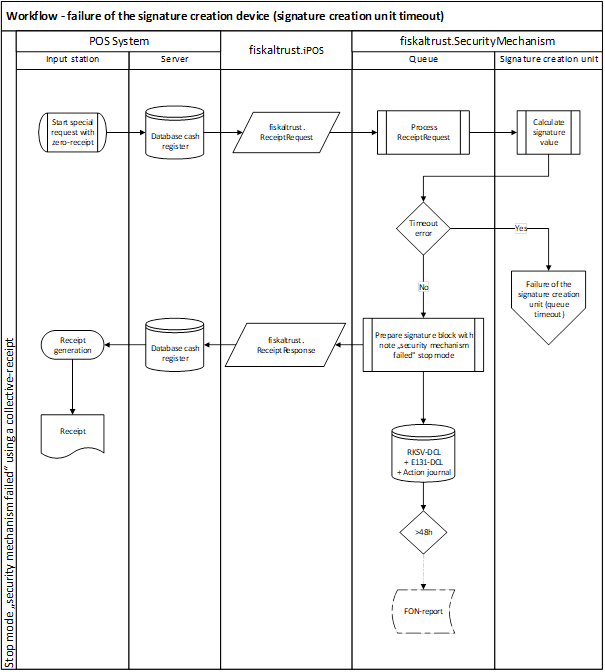 Workflow - failure of the signature creation device (signature creation unit timeout)
POS System
fiskaltrust.iPOS
fiskaltrust.SecurityMechanism
Input station
Server
Queue
Signature creation unit
Start special
request with
zero-receipt
Database cash
register
fiskaltrust.
ReceiptRequest
Process
ReceiptRequest
Calculate
signature
value
Timeout
error
Yes
No
Failure of the
signature creation
unit (queue
timeout)
Receipt
generation
Database cash
register
fiskaltrust.
ReceiptResponse
Prepare signature block with
note „security mechanism
failed“ stop mode
Receipt
RKSV-DCL
+ E131-DCL
+ Action journal
>48h
FON-report
Stop mode „security mechanism failed“ using a collective-receipt